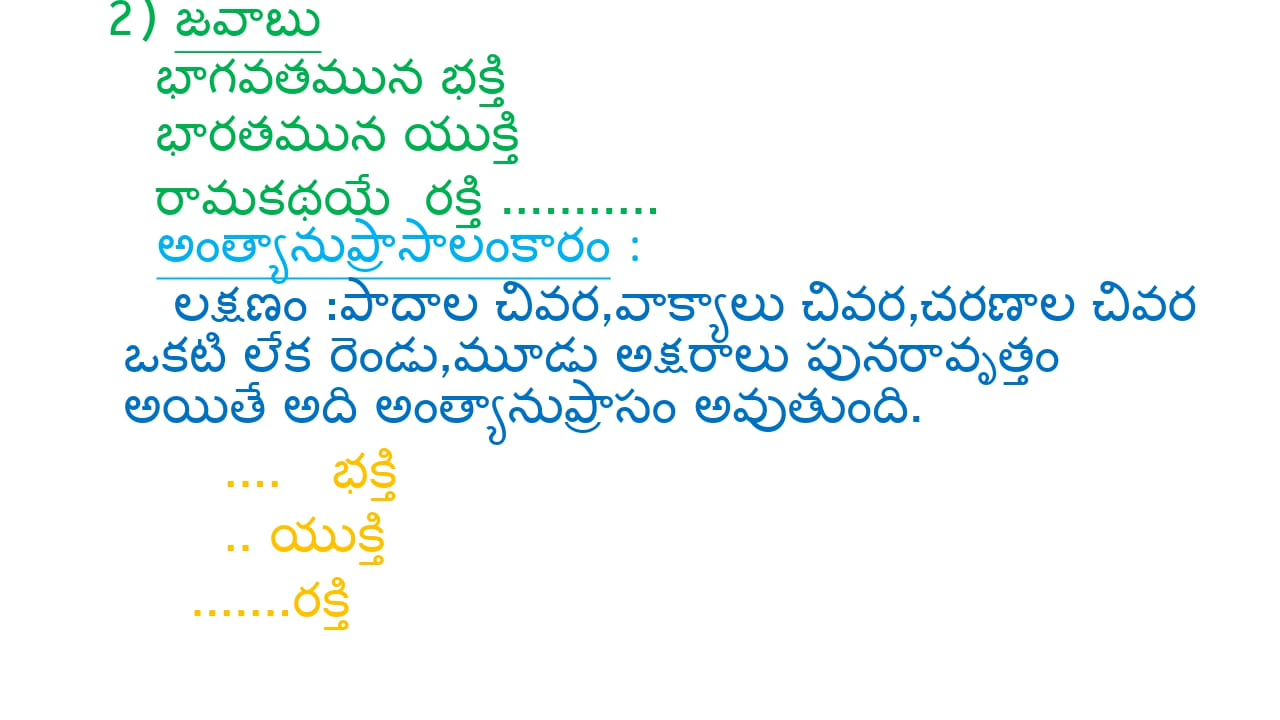 2) జవాబు
భాగవతమున భక్తి
భారతమున యుక్తి
రామకథయే రక్తి ...........
అంత్యానుప్రాసాలంకారం :
లక్షణం :పాదాల చివర,వాక్యాలు చివర,చరణాల చివర
ఒకటి లేక రెండు,మూడు అక్షరాలు పునరావృత్తం
అయితే అది అంత్యానుప్రాసం అవుతుంది.
.... భక్తి
.. యుక్తి
.......రక్తి